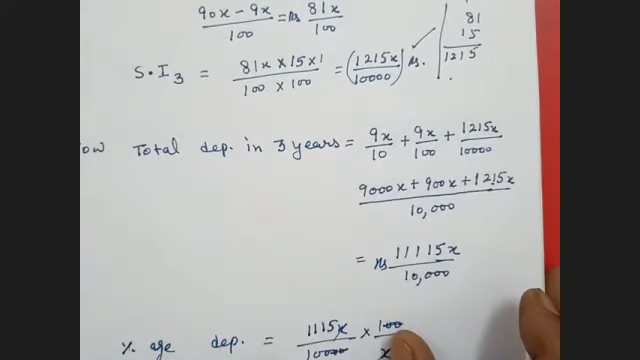 90x - 9x / 100 = Rs 81x / 100
81
15
1215
S.I3 = 81x × 15 × 1 / 100 × 100 = (1215x / 10000) Rs.
Total dep. in 3 years = 9x / 10 + 9x / 100 + 1215x / 10000
9000x + 900x + 1215x / 10,000
= Rs 11115x / 10,000
% age dep. = 1115x / 10000 × 100 / x